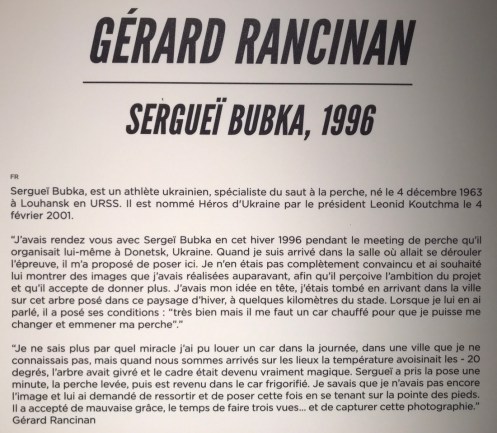 GÉRARD RANCINAN
SERGUEÏ BUBKA, 1996
FR
Sergueï Bubka, est un athlète ukrainien, spécialiste du saut à la perche, né le 4 décembre 1963
à Louhansk en URSS. Il est nommé Héros d'Ukraine par le président Leonid Koutchma le 4
février 2001.
"J'avais rendez vous avec Sergeï Bubka en cet hiver 1996 pendant le meeting de perche qu'il
organisait lui-même à Donetsk, Ukraine. Quand je suis arrivé dans la salle où allait se dérouler
l'épreuve, il m'a proposé de poser ici. Je n'en étais pas complètement convaincu et ai souhaité
lui montrer des images que j'avais réalisées auparavant, afin qu'il perçoive l'ambition du projet
et qu'il accepte de donner plus. J'avais mon idée en tête, j'étais tombé en arrivant dans la ville
sur cet arbre posé dans ce paysage d'hiver, à quelques kilomètres du stade. Lorsque je lui en ai
parlé, il a posé ses conditions : "très bien mais il me faut un car chauffé pour que je puisse me
changer et emmener ma perche"."
"Je ne sais plus par quel miracle j'ai pu louer un car dans la journée, dans une ville que je ne
connaissais pas, mais quand nous sommes arrivés sur les lieux la température avoisinait les - 20
degrés, l'arbre avait givré et le cadre était devenu vraiment magique. Sergueï a pris la pose une
minute, la perche levée, puis est revenu dans le car frigorifié. Je savais que je n'avais pas encore
l'image et lui ai demandé de ressortir et de poser cette fois en se tenant sur la pointe des pieds.
Il a accepté de mauvaise grâce, le temps de faire trois vues... et de capturer cette photographie."
Gérard Rancinan